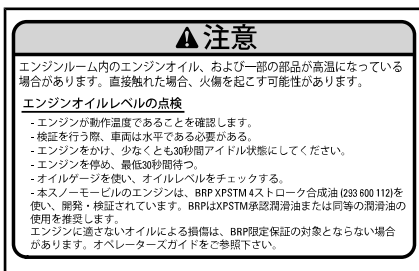 注意
エンジンルーム内のエンジンオイル、および一部の部品が高温になっている
場合があります。直接触れた場合、火傷を起こす可能性があります。
エンジンオイルレベルの点検
- エンジンが動作温度であることを確認します。
- 検証を行う際、車両は水平である必要がある。
- エンジンをかけ、少なくとも30秒間アイドル状態にしてください。
- エンジンを停め、最低30秒間待つ。
- オイルゲージを使い、オイルレベルをチェックする。
- 本スノーモービルのエンジンは、BRP XPSTM 4ストローク合成油 (293 600 112)を
使い、開発・検証されています。BRPはXPSTM承認潤滑油または同等の潤滑油の
使用を推奨します。
エンジンに適さないオイルによる損傷は、BRP限定保証の対象とならない場合
があります。オペレーターズガイドをご参照下さい。